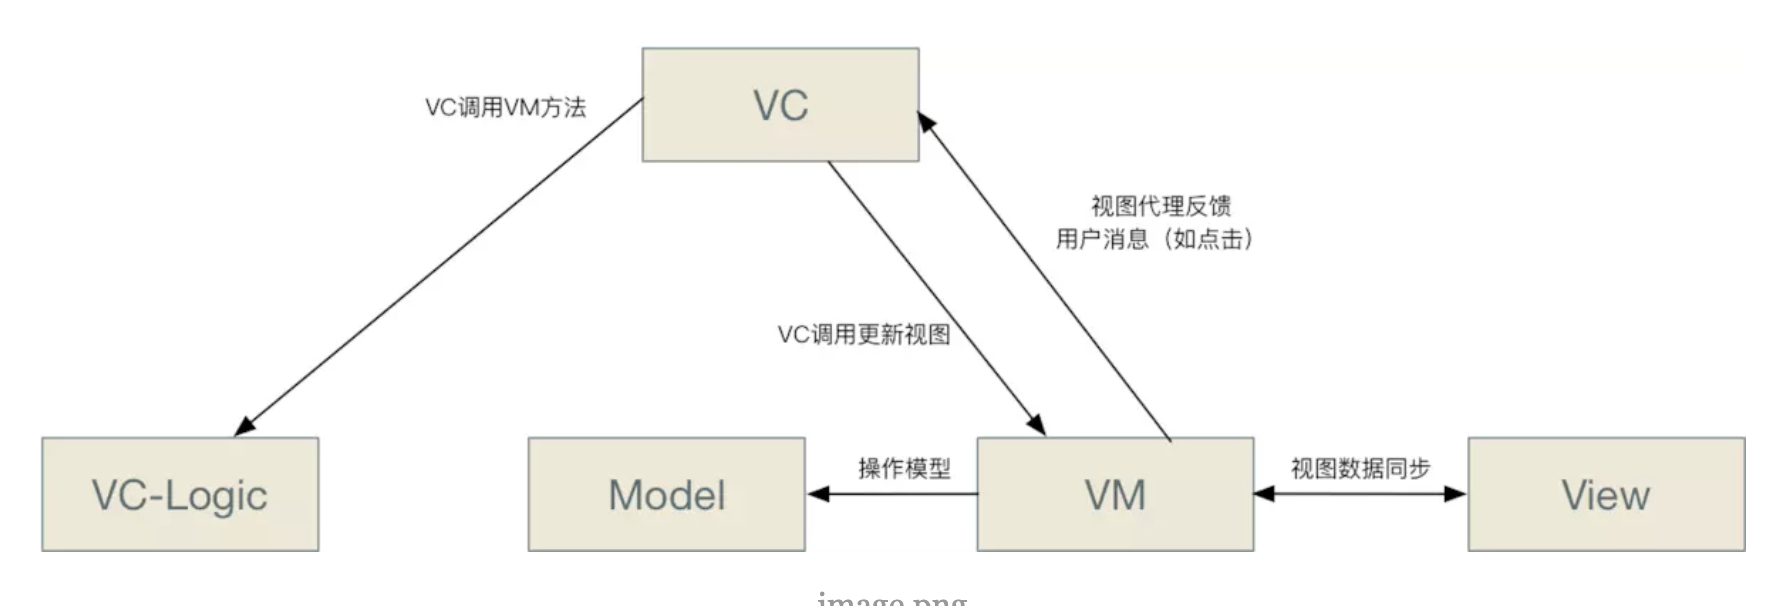 VC
VC调用VM方法
视图代理反馈
用户消息（如点击）
VC调用更新视图
操作模型
视图数据同步
VC-Logic
Model
VM
View
image.png